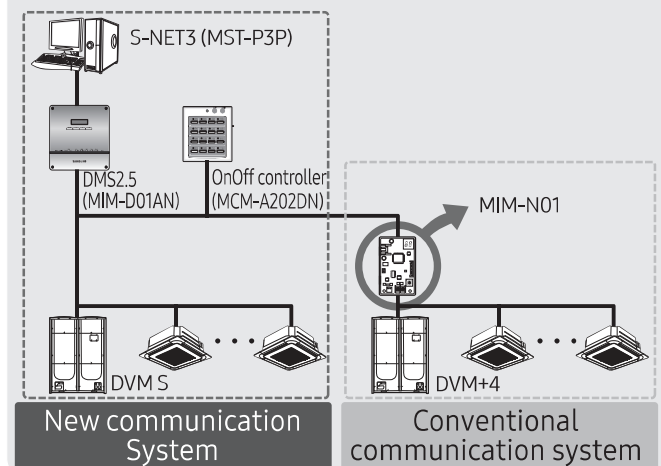 S-NET3 (MST-P3P)
DMS2.5
(MIM-D01AN)
OnOff controller
(MCM-A202DN)
MIM-N01
DVM S
DVM+4
New communication
System
Conventional
communication system